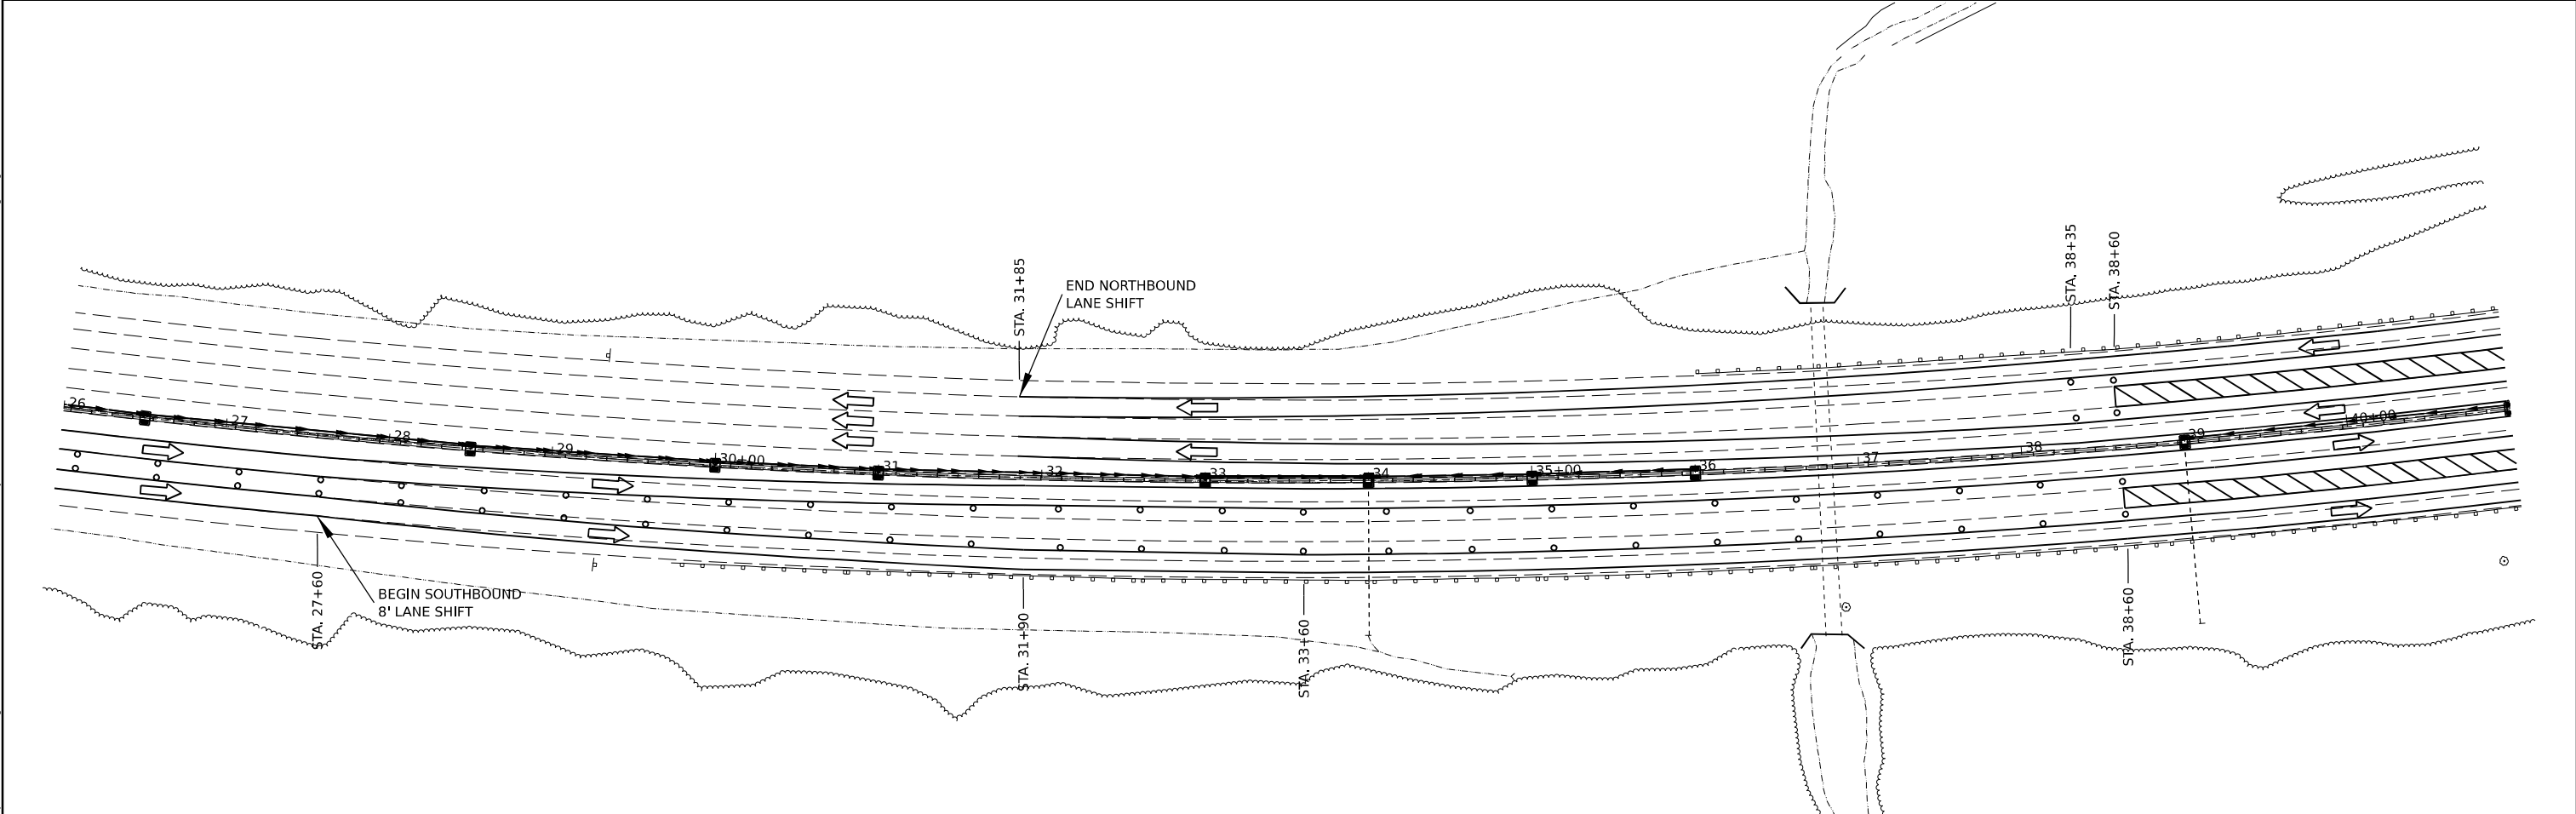 STA. 38+35
STA. 38+60
STA. 31+85
END NORTHBOUND
LANE SHIFT
26
27
28
29
30+00
31
32
33
34
35+00
36
37
38
39
40+00
BEGIN SOUTHBOUND
8' LANE SHIFT
STA. 27+60
STA. 31+90
STA. 33+60
STA. 38+60